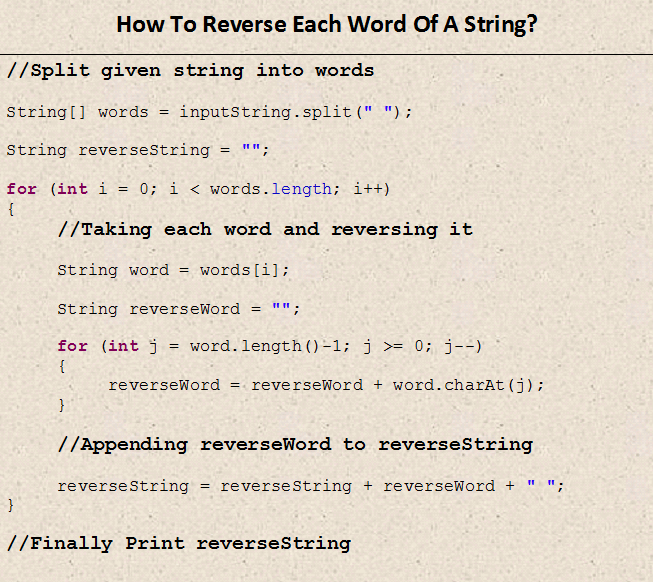 How To Reverse Each Word Of A String?
//Split given string into words
String[] words = inputString.split(" ");
String reverseString = "";
for (int i = 0; i < words.length; i++)
{
//Taking each word and reversing it
String word = words[i];
String reverseWord = "";
for (int j = word.length()-1; j >= 0; j--)
{
reverseWord = reverseWord + word.charAt(j);
}
//Appending reverseWord to reverseString
reverseString = reverseString + reverseWord + " ";
}
//Finally Print reverseString